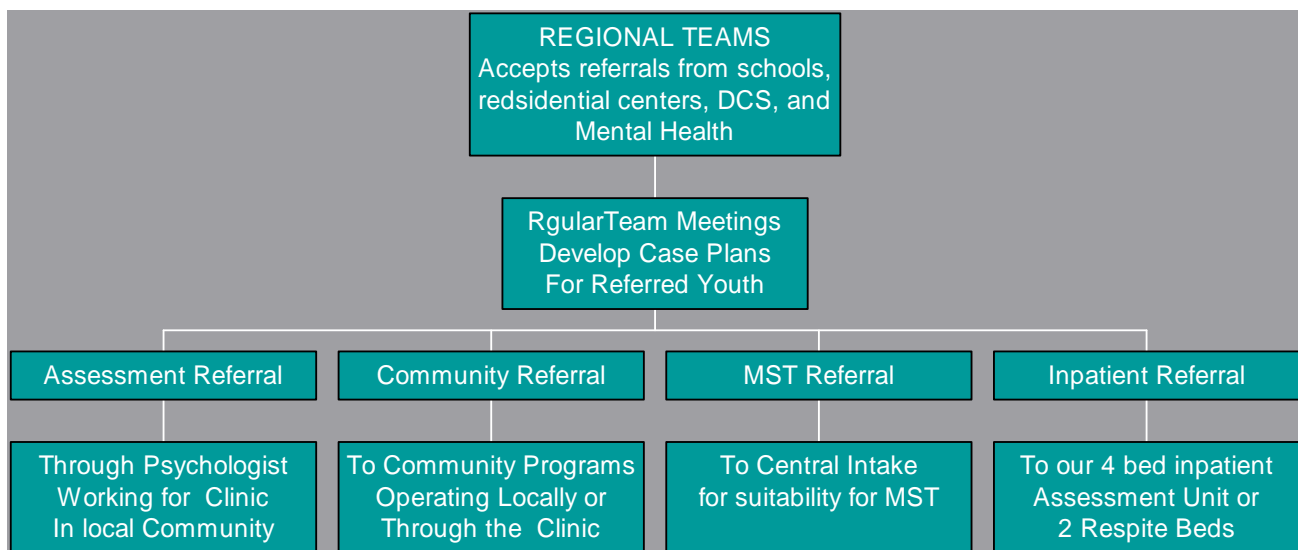 REGIONAL TEAMS
Accepts referrals from schools,
redsidential centers, DCS, and
Mental Health
RgularTeam Meetings
Develop Case Plans
For Referred Youth
Assessment Referral
Community Referral
MST Referral
Inpatient Referral
Through Psychologist
Working for Clinic
In local Community
To Community Programs
Operating Locally or
Through the Clinic
To Central Intake
for suitability for MST
To our 4 bed inpatient
Assessment Unit or
2 Respite Beds